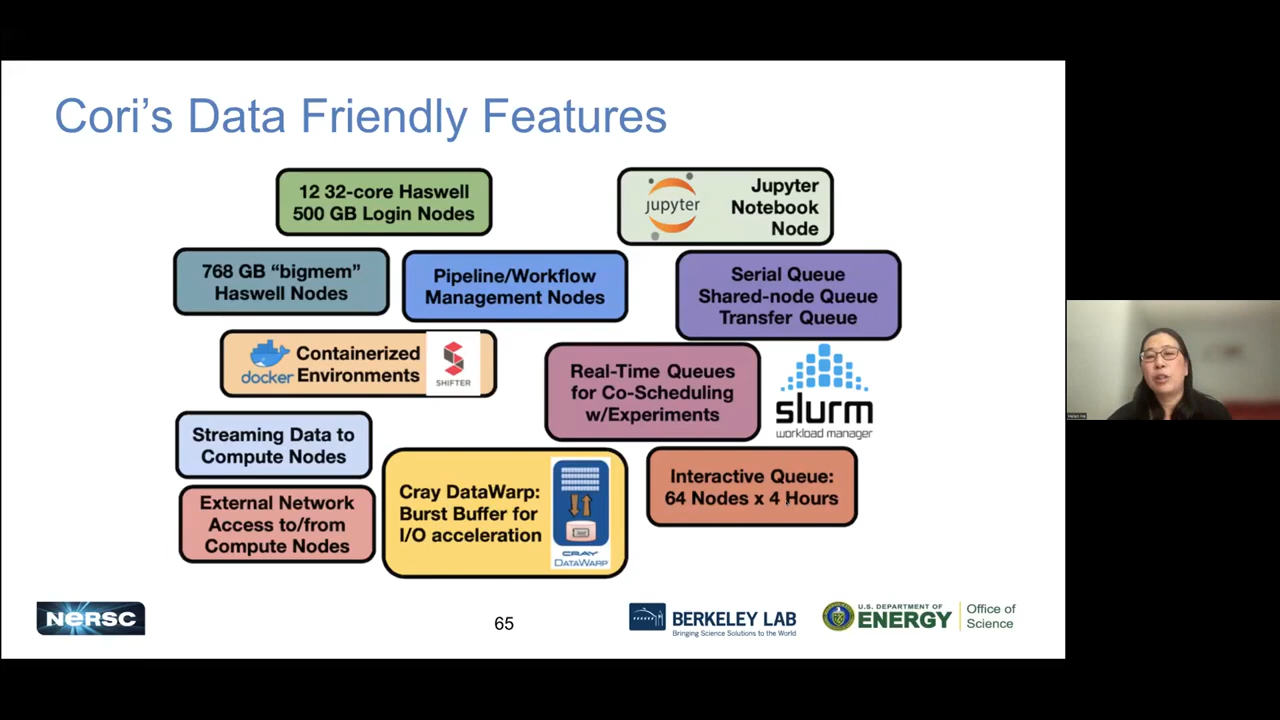 Cori’s Data Friendly Features
12 32-core Haswell
500 GB Login Nodes
jupyter
Jupyter
Notebook
Node
768 GB “bigmem”
Haswell Nodes
Pipeline/Workflow
Management Nodes
Serial Queue
Shared-node Queue
Transfer Queue
docker
Containerized
Environments
SHIFTER
Real-Time Queues
for Co-Scheduling
w/Experiments
slurm
workload manager
Streaming Data to
Compute Nodes
Cray DataWarp:
Burst Buffer for
I/O acceleration
CRAY
DATAWARP
Interactive Queue:
64 Nodes x 4 Hours
External Network
Access to/from
Compute Nodes
NERSC
65
BERKELEY LAB
Bringing Science Solutions to the World
U.S. DEPARTMENT OF
ENERGY
Office of
Science